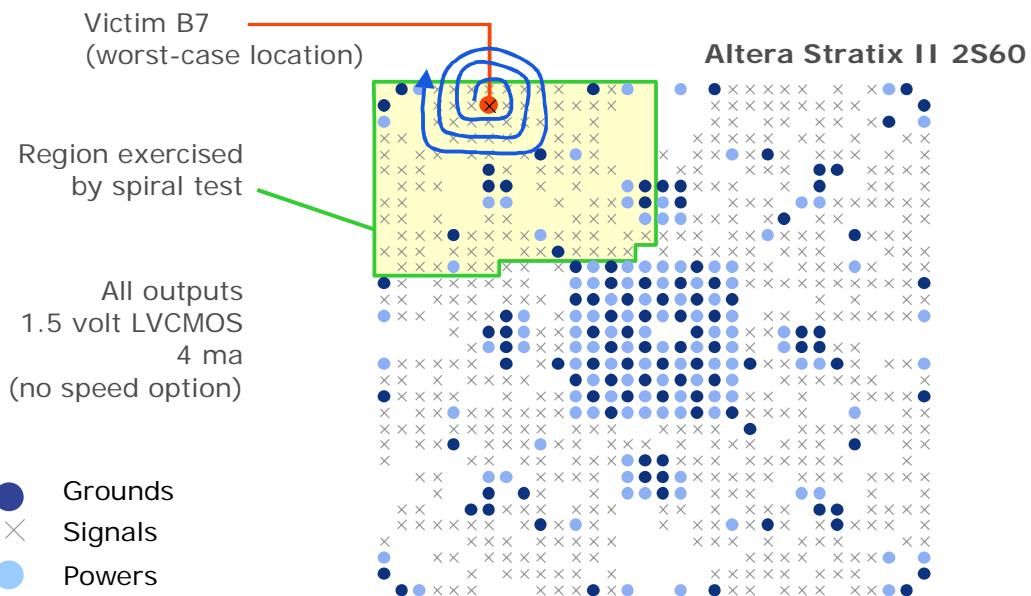 Victim B7
(worst-case location)
Altera Stratix II 2S60
Region exercised
by spiral test
All outputs
1.5 volt LVCMOS
4 ma
(no speed option)
Grounds
Signals
Powers